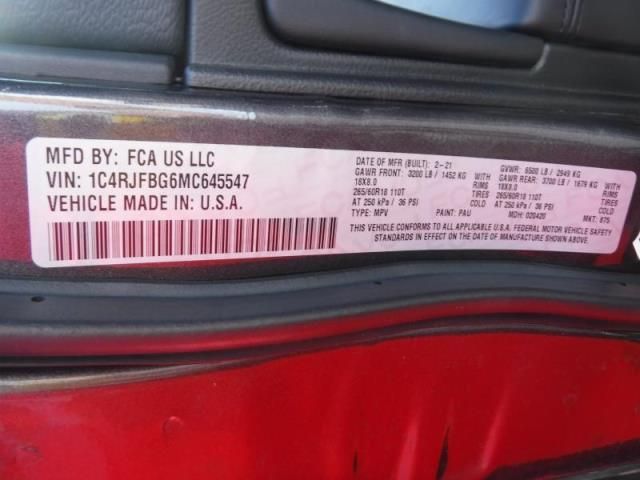 MFD BY: FCA US LLC
VIN: 1C4RJFBG6MC645547
VEHICLE MADE IN: U.S.A.
DATE OF MFR (BUILT): 2-21 GVWR: 6500 LB / 2949 KG
GAWR FRONT: 3200 LB / 1452 KG WITH GAWR REAR: 3700 LB / 1679 KG WITH
18X8.0 RIMS 18X8.0 RIMS
265/60R18 110T TIRES 265/60R18 110T TIRES
AT 250 kPa / 36 PSI COLD AT 250 kPa / 36 PSI COLD
TYPE: MPV PAINT: PAU MDH: 020420 MKT: 875
THIS VEHICLE CONFORMS TO ALL APPLICABLE U.S.A. FEDERAL MOTOR VEHICLE SAFETY
STANDARDS IN EFFECT ON THE DATE OF MANUFACTURE SHOWN ABOVE.